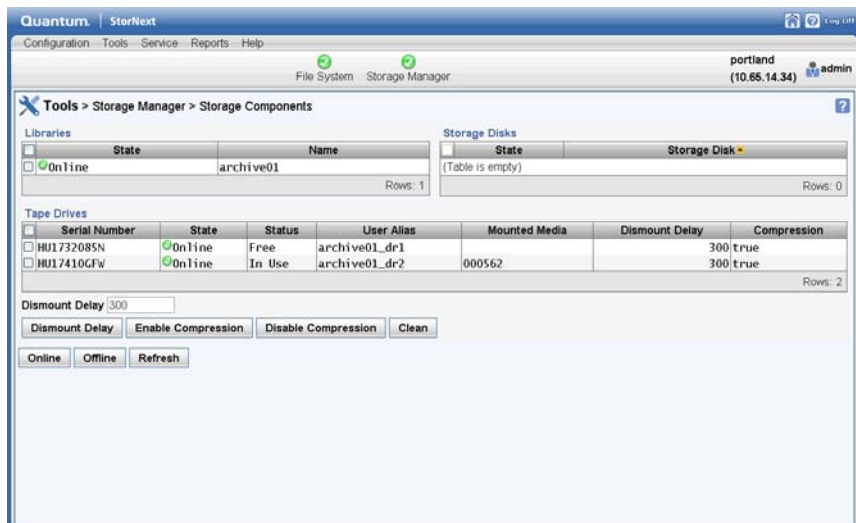 Quantum. StorNext Log Off
Configuration Tools Service Reports Help
File System Storage Manager
portland
(10.65.14.34)
admin
Tools > Storage Manager > Storage Components
Libraries
State Name
Online archive01
Rows: 1
Storage Disks
State Storage Disk
(Table is empty)
Rows: 0
Tape Drives
Serial Number State Status User Alias Mounted Media Dismount Delay Compression
HU1732085N Online Free archive01_dr1 300 true
HU17410GFW Online In Use archive01_dr2 000562 300 true
Rows: 2
Dismount Delay 300
Dismount Delay Enable Compression Disable Compression Clean
Online Offline Refresh